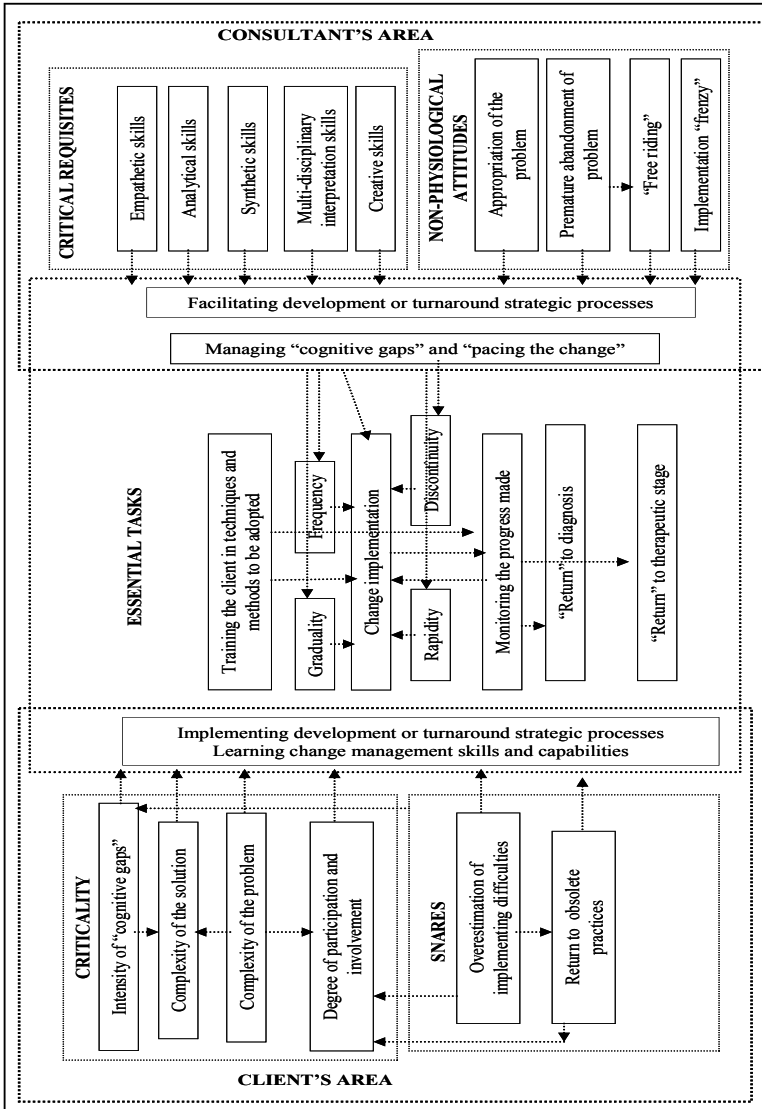 CONSULTANT'S AREA
CRITICAL REQUISITES
Empathetic skills
Analytical skills
Synthetic skills
Multi-disciplinary
interpretation skills
Creative skills
NON-PHYSIOLOGICAL
ATTITUDES
Appropriation of the
problem
Premature abandonment of
problem
“Free riding”
Implementation “frenzy”
Facilitating development or turnaround strategic processes
Managing “cognitive gaps” and “pacing the change”
ESSENTIAL TASKS
Training the client in techniques and
methods to be adopted
Frequency
Graduality
Change implementation
Discontinuity
Rapidity
Monitoring the progress made
“Return” to diagnosis
“Return” to therapeutic stage
Implementing development or turnaround strategic processes
Learning change management skills and capabilities
CRITICALITY
Intensity of “cognitive gaps”
Complexity of the solution
Complexity of the problem
Degree of participation and
involvement
SNARES
Overestimation of
implementing difficulties
Return to obsolete
practices
CLIENT'S AREA